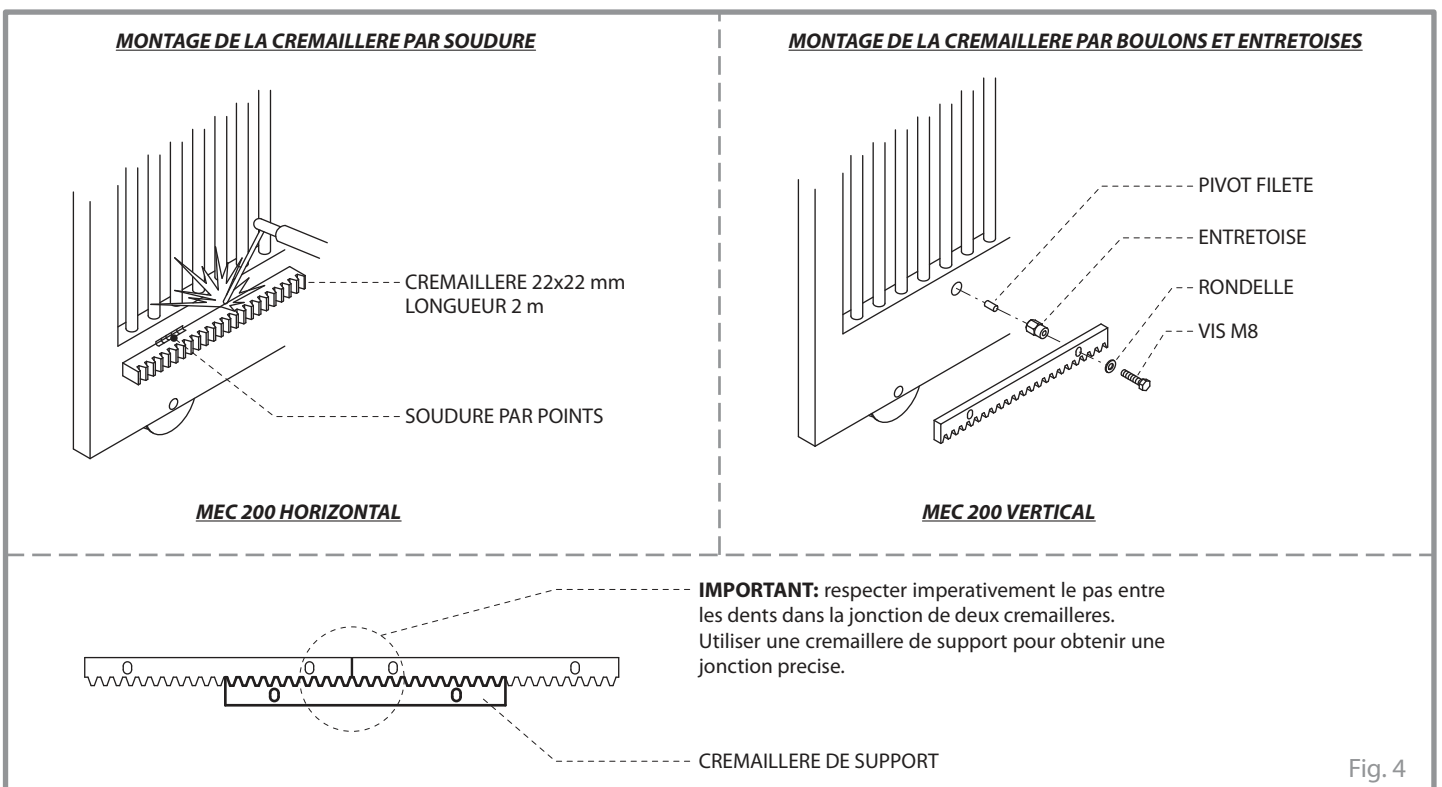 MONTAGE DE LA CREMAILLERE PAR SOUDURE
CREMAILLERE 22x22 mm
LONGUEUR 2 m
SOUDURE PAR POINTS
MEC 200 HORIZONTAL
MONTAGE DE LA CREMAILLERE PAR BOULONS ET ENTRETOISES
PIVOT FILETE
ENTRETOISE
RONDELLE
VIS M8
MEC 200 VERTICAL
IMPORTANT: respecter imperativement le pas entre
les dents dans la jonction de deux cremailleres.
Utiliser une cremaillere de support pour obtenir une
jonction precise.
CREMAILLERE DE SUPPORT
Fig. 4